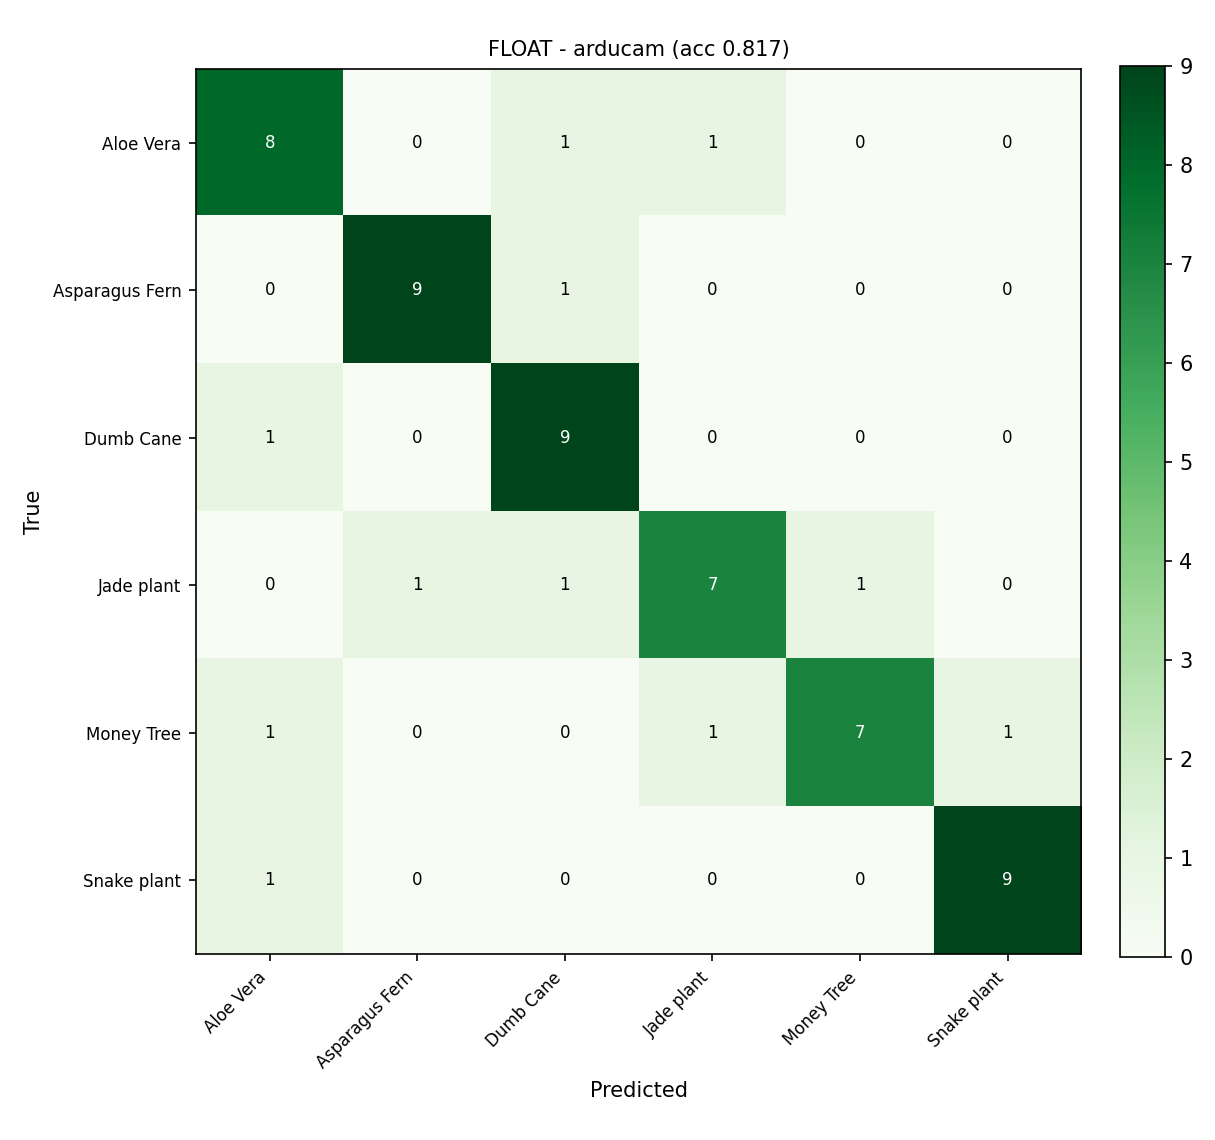 FLOAT - arducam (acc 0.817)
True
Aloe Vera 8 0 1 1 0 0
Asparagus Fern 0 9 1 0 0 0
Dumb Cane 1 0 9 0 0 0
Jade plant 0 1 1 7 1 0
Money Tree 1 0 0 1 7 1
Snake plant 1 0 0 0 0 9
Aloe Vera Asparagus Fern Dumb Cane Jade plant Money Tree Snake plant
Predicted
9
8
7
6
5
4
3
2
1
0